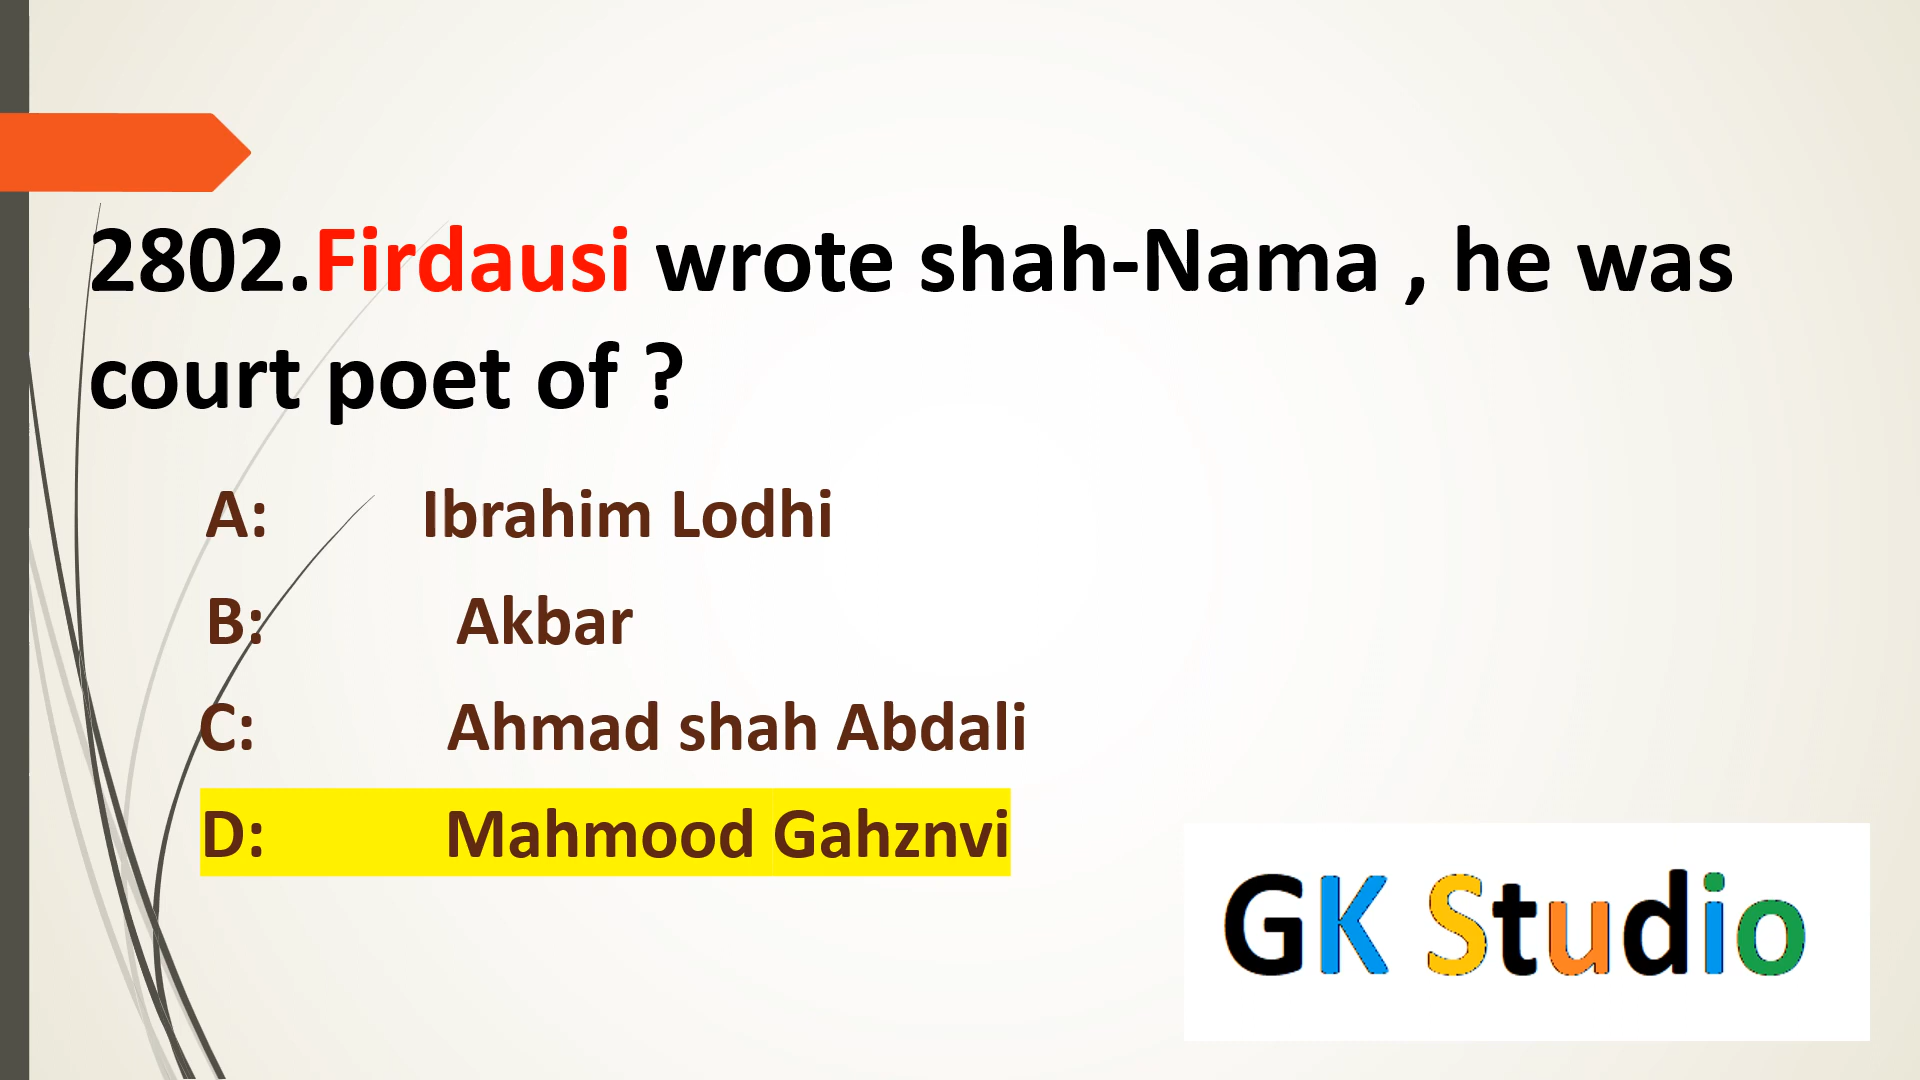 2802.Firdausi wrote shah-Nama , he was
court poet of ?
A: Ibrahim Lodhi
B: Akbar
C: Ahmad shah Abdali
D: Mahmood Gahznvi
GK Studio